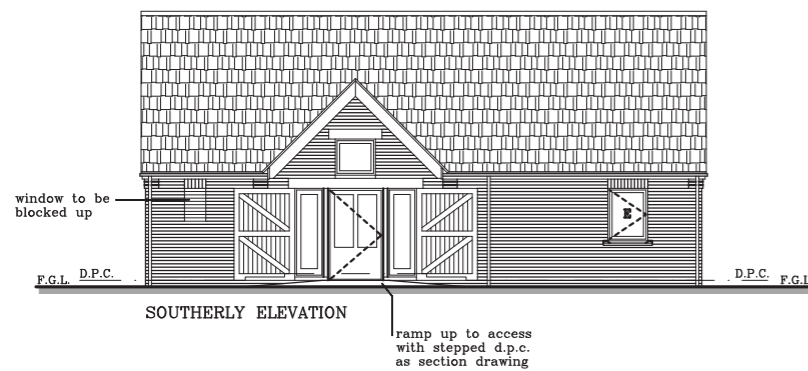 window to be
blocked up
E
F.G.L. D.P.C.
D.P.C. F.G.L
SOUTHERLY ELEVATION
ramp up to access
with stepped d.p.c.
as section drawing